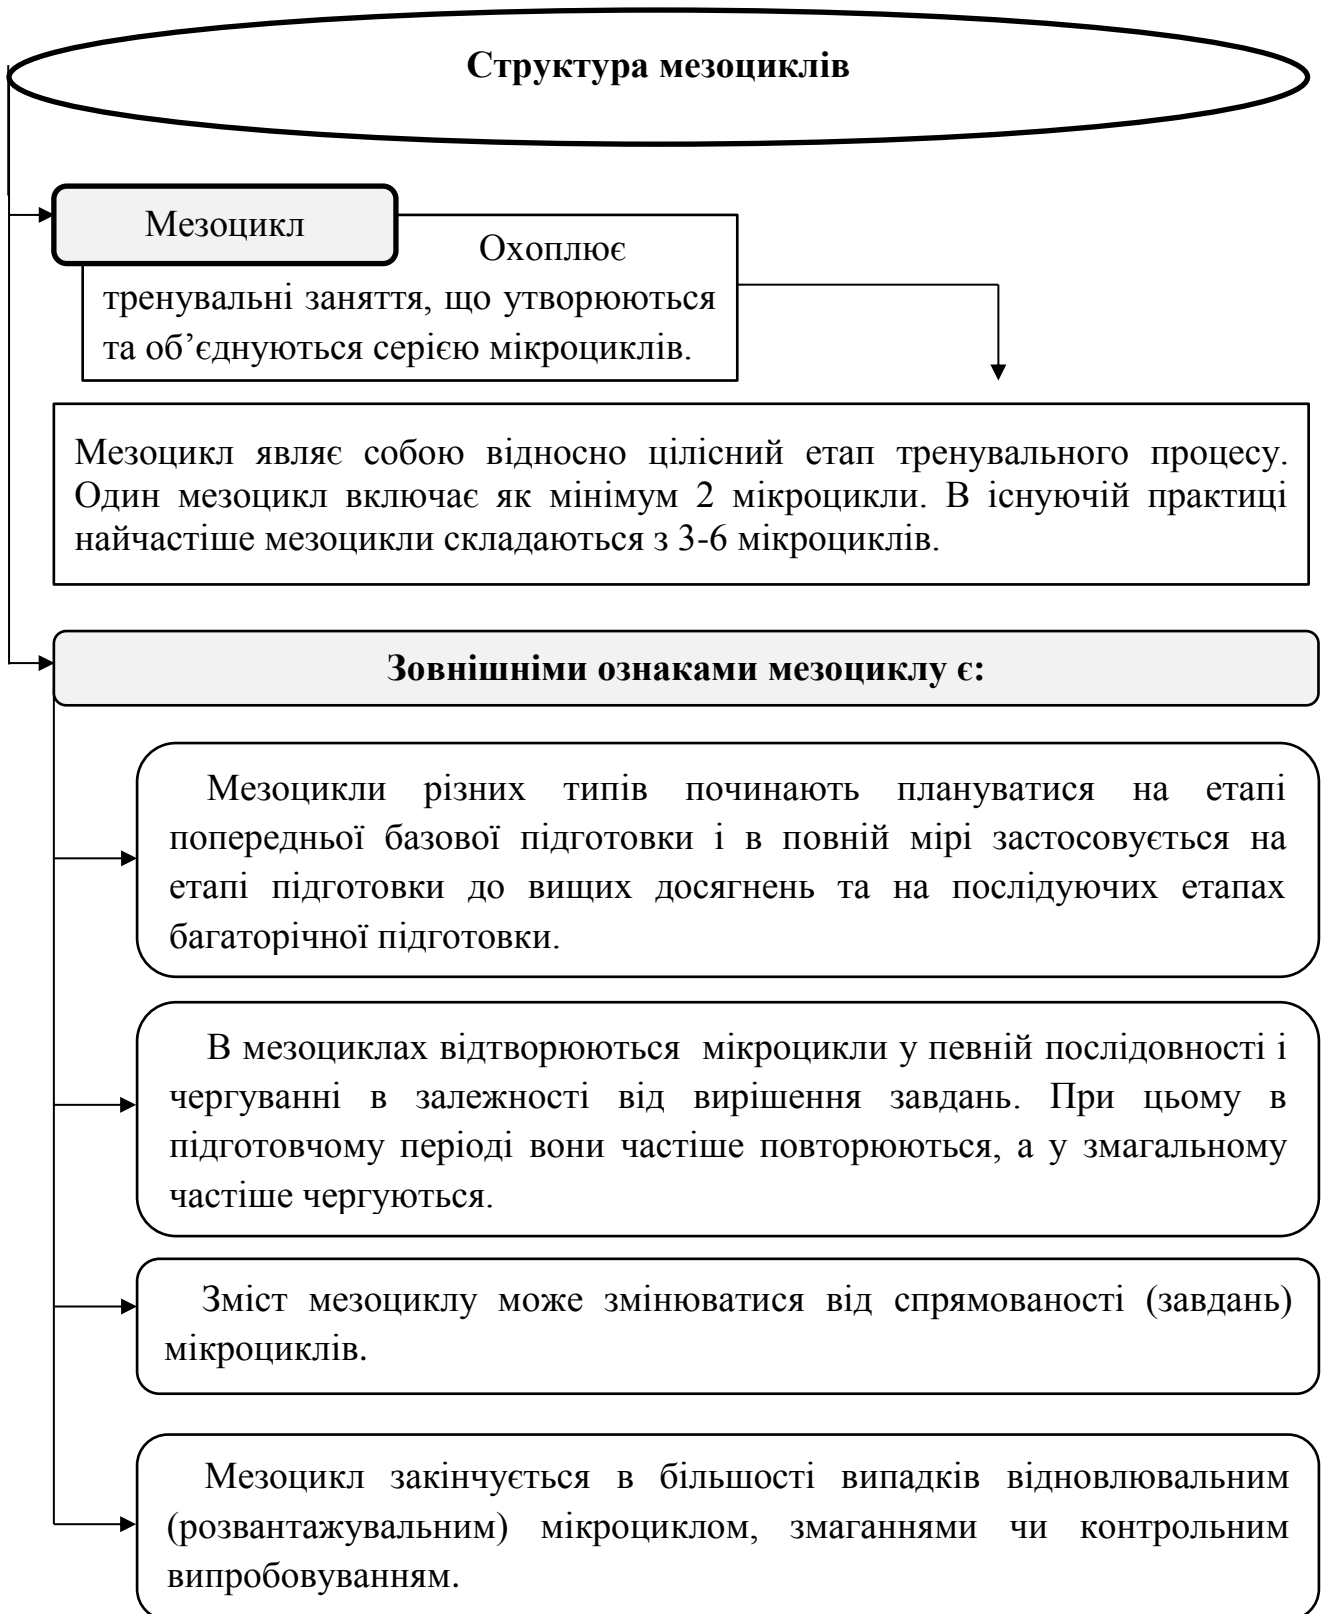 Структура мезоциклів
Мезоцикл
Охоплює
тренувальні заняття, що утворюються
та об’єднуються серією мікроциклів.
Мезоцикл являє собою відносно цілісний етап тренувального процесу.
Один мезоцикл включає як мінімум 2 мікроцикли. В існуючій практиці
найчастіше мезоцикли складаються з 3-6 мікроциклів.
Зовнішніми ознаками мезоциклу є:
Мезоцикли різних типів починають плануватися на етапі
попередньої базової підготовки і в повній мірі застосовується на
етапі підготовки до вищих досягнень та на послідуючих етапах
багаторічної підготовки.
В мезоциклах відтворюються мікроцикли у певній послідовності і
чергуванні в залежності від вирішення завдань. При цьому в
підготовчому періоді вони частіше повторюються, а у змагальному
частіше чергуються.
Зміст мезоциклу може змінюватися від спрямованості (завдань)
мікроциклів.
Мезоцикл закінчується в більшості випадків відновлювальним
(розвантажувальним) мікроциклом, змаганнями чи контрольним
випробовуванням.